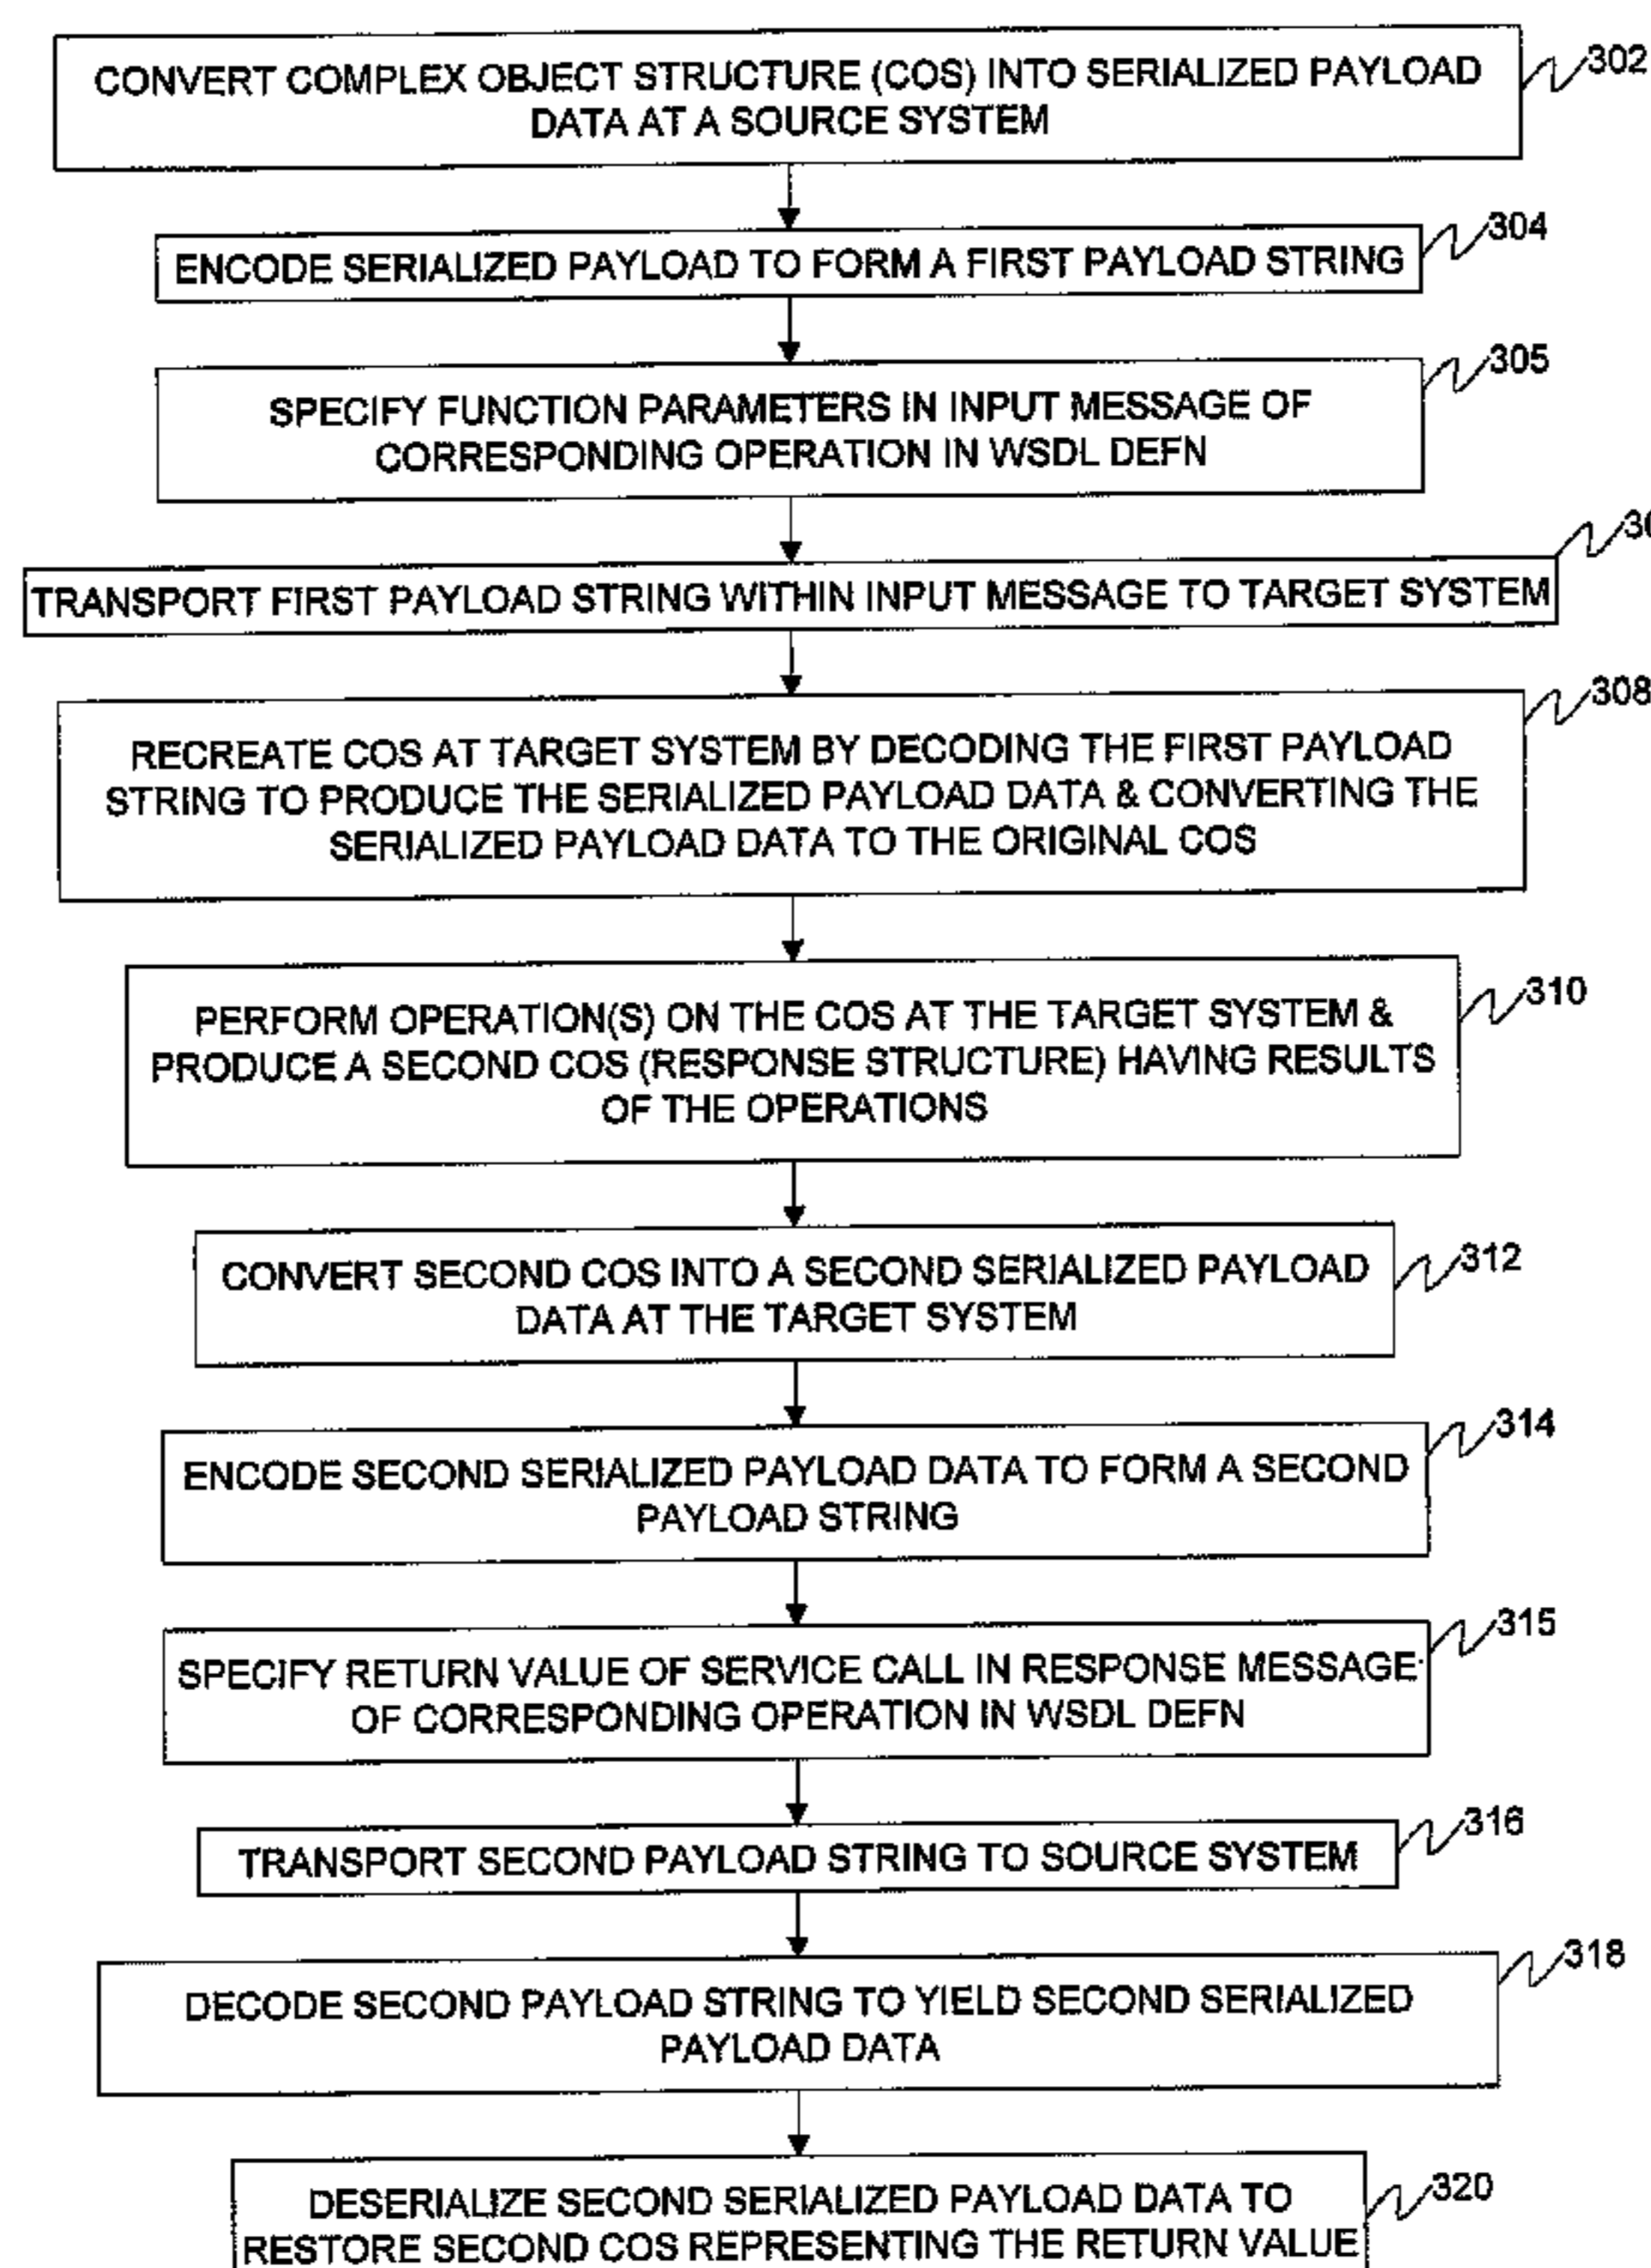 CONVERT COMPLEX OBJECT STRUCTURE (COS) INTO SERIALIZED PAYLOAD
DATA AT A SOURCE SYSTEM
302
ENCODE SERIALIZED PAYLOAD TO FORM A FIRST PAYLOAD STRING
304
SPECIFY FUNCTION PARAMETERS IN INPUT MESSAGE OF
CORRESPONDING OPERATION IN WSDL DEFN
305
TRANSPORT FIRST PAYLOAD STRING WITHIN INPUT MESSAGE TO TARGET SYSTEM
RECREATE COS AT TARGET SYSTEM BY DECODING THE FIRST PAYLOAD
STRING TO PRODUCE THE SERIALIZED PAYLOAD DATA & CONVERTING THE
SERIALIZED PAYLOAD DATA TO THE ORIGINAL COS
308
PERFORM OPERATION(S) ON THE COS AT THE TARGET SYSTEM &
PRODUCE A SECOND COS (RESPONSE STRUCTURE) HAVING RESULTS
OF THE OPERATIONS
310
CONVERT SECOND COS INTO A SECOND SERIALIZED PAYLOAD
DATA AT THE TARGET SYSTEM
312
ENCODE SECOND SERIALIZED PAYLOAD DATA TO FORM A SECOND
PAYLOAD STRING
314
SPECIFY RETURN VALUE OF SERVICE CALL IN RESPONSE MESSAGE
OF CORRESPONDING OPERATION IN WSDL DEFN
315
TRANSPORT SECOND PAYLOAD STRING TO SOURCE SYSTEM
316
DECODE SECOND PAYLOAD STRING TO YIELD SECOND SERIALIZED
PAYLOAD DATA
318
DESERIALIZE SECOND SERIALIZED PAYLOAD DATA TO
RESTORE SECOND COS REPRESENTING THE RETURN VALUE
320